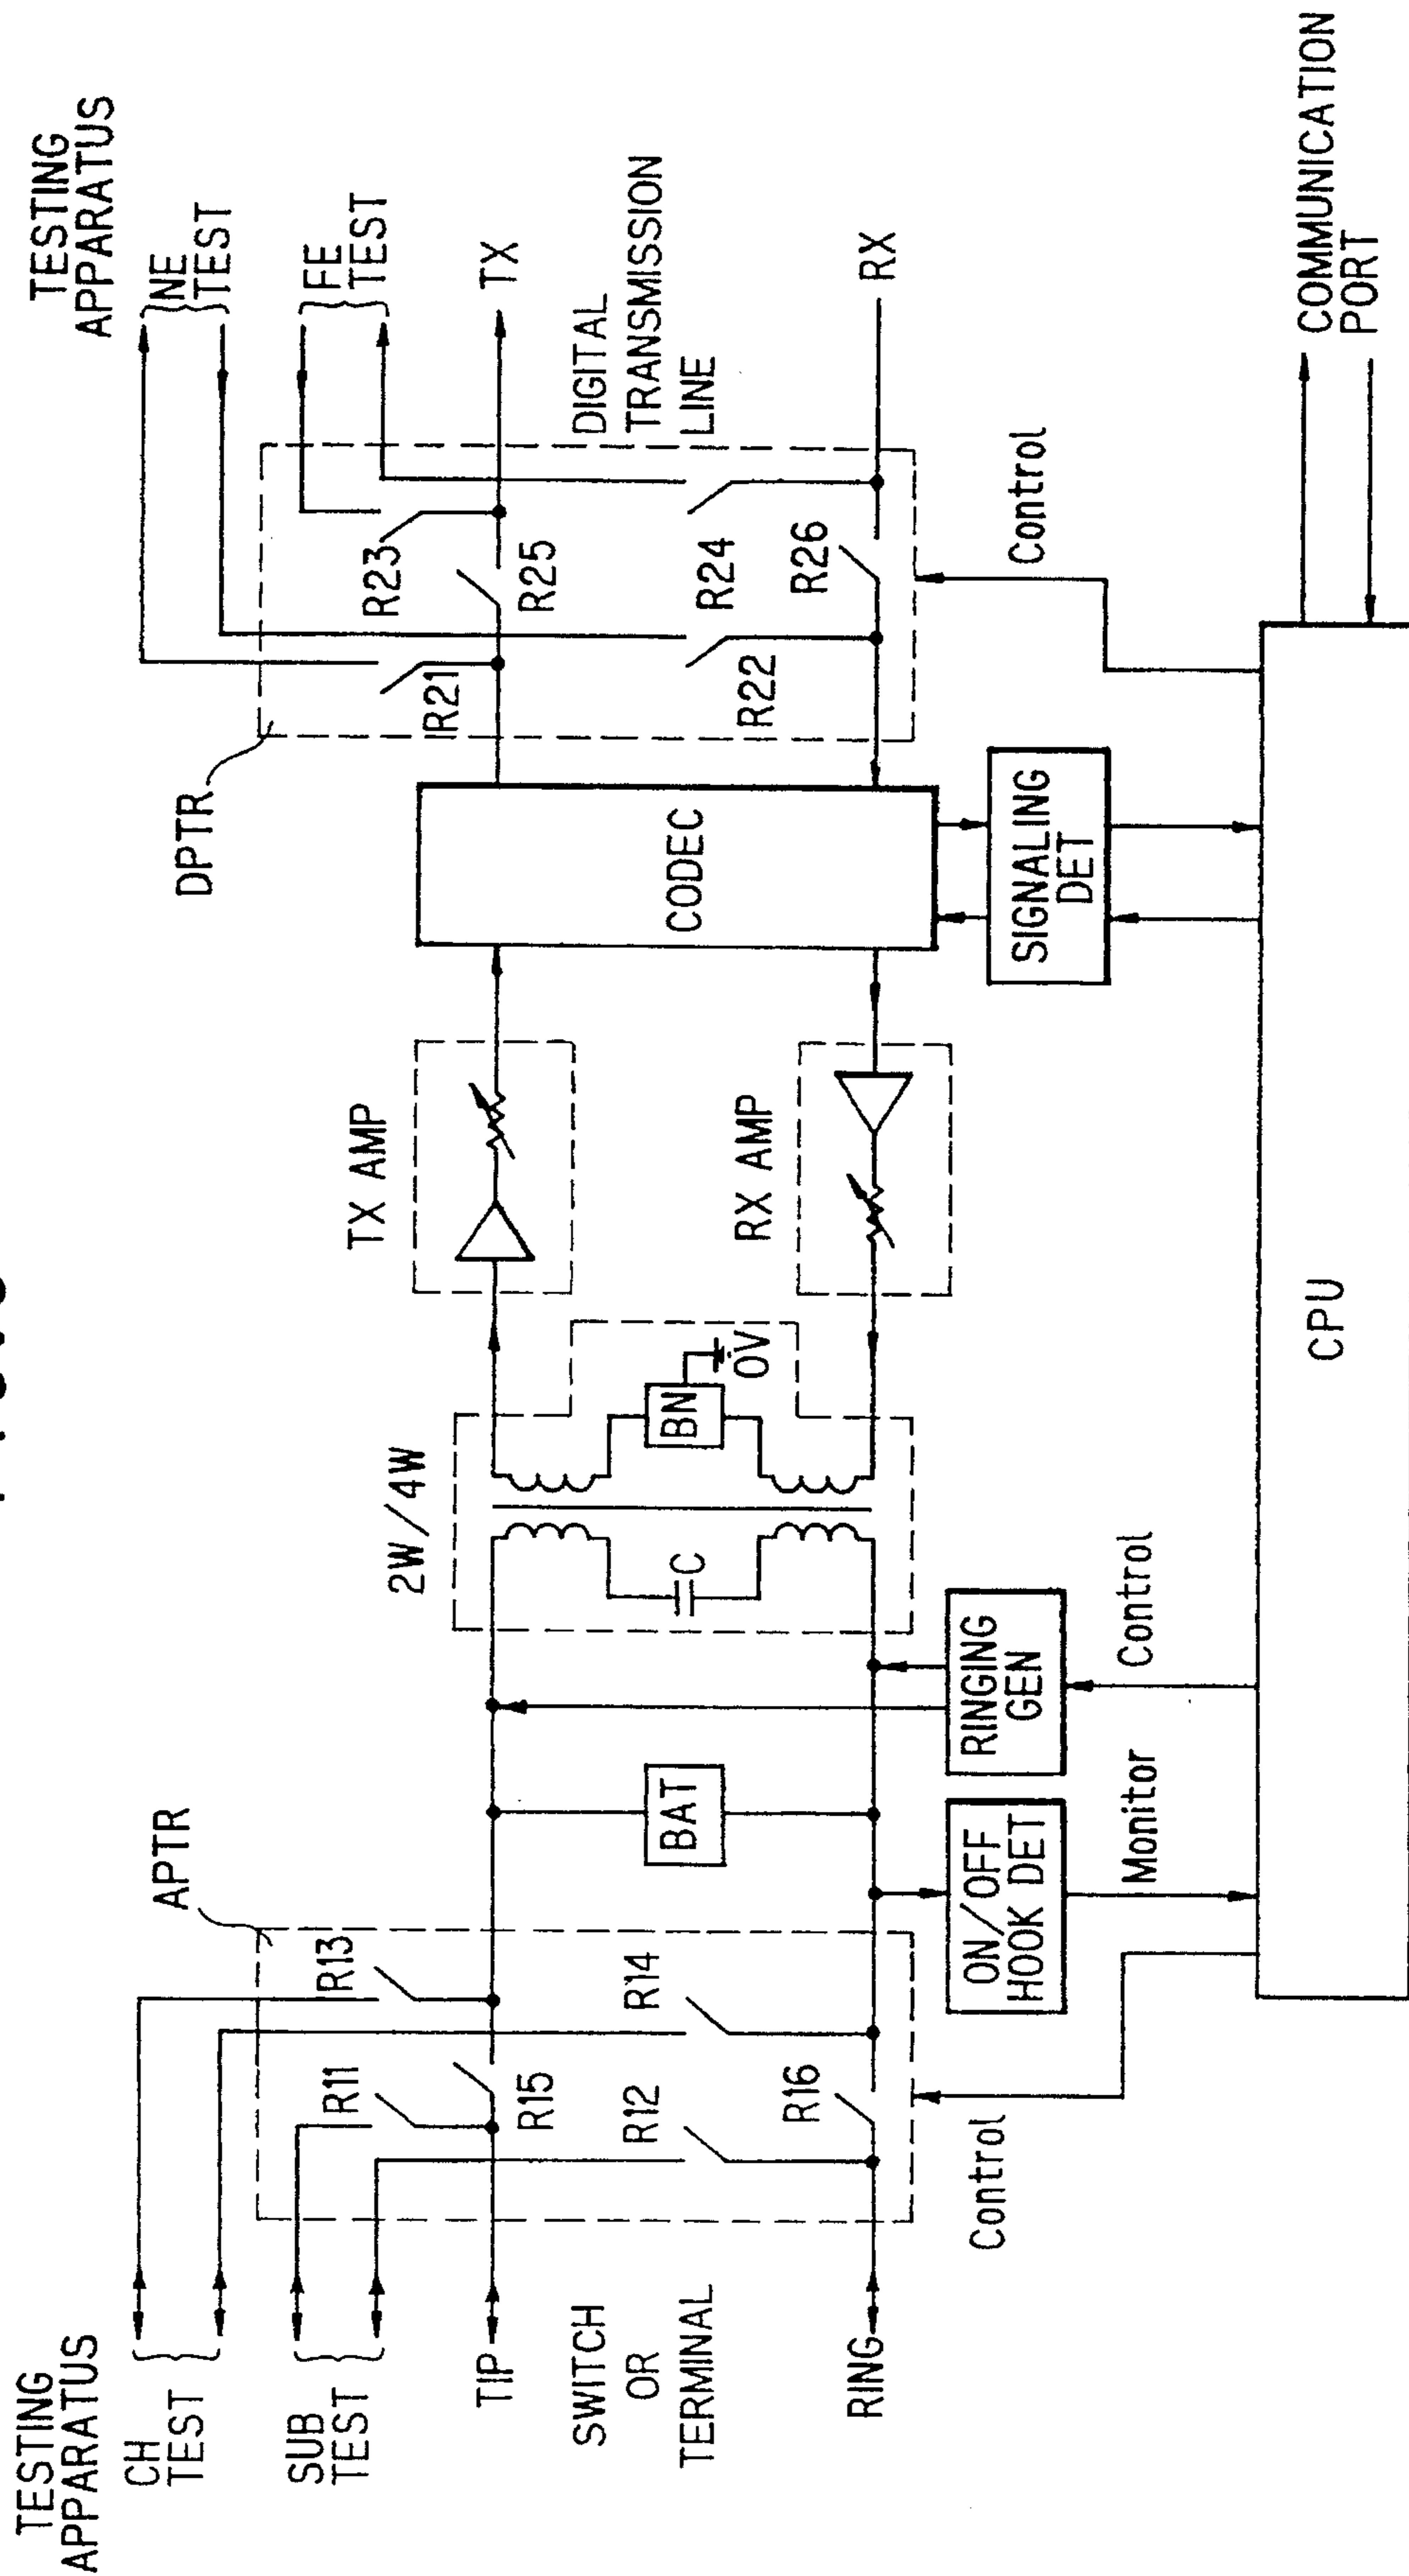 TESTING
APPARATUS
CH
TEST
SUB
TEST
TIP
SWITCH
OR
TERMINAL
RING
APTR
R13
R11
R15
R14
R12
R16
Control
BAT
ON/OFF
HOOK DET
Monitor
RINGING
GEN
Control
2W/4W
C
BN
0V
TX AMP
RX AMP
CODEC
SIGNALING
DET
DPTR
R21
R23
R25
R22
R24
R26
Control
TESTING
APPARATUS
NE
TEST
FE
TEST
TX
DIGITAL
TRANSMISSION
LINE
RX
CPU
COMMUNICATION
PORT